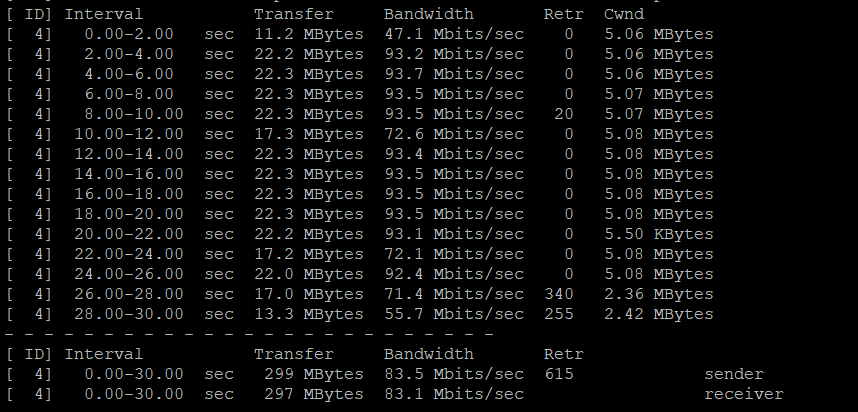 [ ID] Interval           Transfer     Bandwidth       Retr  Cwnd
[  4]   0.00-2.00   sec  11.2 MBytes  47.1 Mbits/sec    0   5.06 MBytes
[  4]   2.00-4.00   sec  22.2 MBytes  93.2 Mbits/sec    0   5.06 MBytes
[  4]   4.00-6.00   sec  22.3 MBytes  93.7 Mbits/sec    0   5.06 MBytes
[  4]   6.00-8.00   sec  22.3 MBytes  93.5 Mbits/sec    0   5.07 MBytes
[  4]   8.00-10.00  sec  22.3 MBytes  93.5 Mbits/sec   20   5.07 MBytes
[  4]  10.00-12.00  sec  17.3 MBytes  72.6 Mbits/sec    0   5.08 MBytes
[  4]  12.00-14.00  sec  22.3 MBytes  93.4 Mbits/sec    0   5.08 MBytes
[  4]  14.00-16.00  sec  22.3 MBytes  93.5 Mbits/sec    0   5.08 MBytes
[  4]  16.00-18.00  sec  22.3 MBytes  93.5 Mbits/sec    0   5.08 MBytes
[  4]  18.00-20.00  sec  22.3 MBytes  93.5 Mbits/sec    0   5.08 MBytes
[  4]  20.00-22.00  sec  22.2 MBytes  93.1 Mbits/sec    0   5.50 KBytes
[  4]  22.00-24.00  sec  17.2 MBytes  72.1 Mbits/sec    0   5.08 MBytes
[  4]  24.00-26.00  sec  22.0 MBytes  92.4 Mbits/sec    0   5.08 MBytes
[  4]  26.00-28.00  sec  17.0 MBytes  71.4 Mbits/sec  340   2.36 MBytes
[  4]  28.00-30.00  sec  13.3 MBytes  55.7 Mbits/sec  255   2.42 MBytes
- - - - - - - - - - - - - - - - - - - - - - - - -
[ ID] Interval           Transfer     Bandwidth       Retr
[  4]   0.00-30.00  sec   299 MBytes  83.5 Mbits/sec  615             sender
[  4]   0.00-30.00  sec   297 MBytes  83.1 Mbits/sec                  receiver